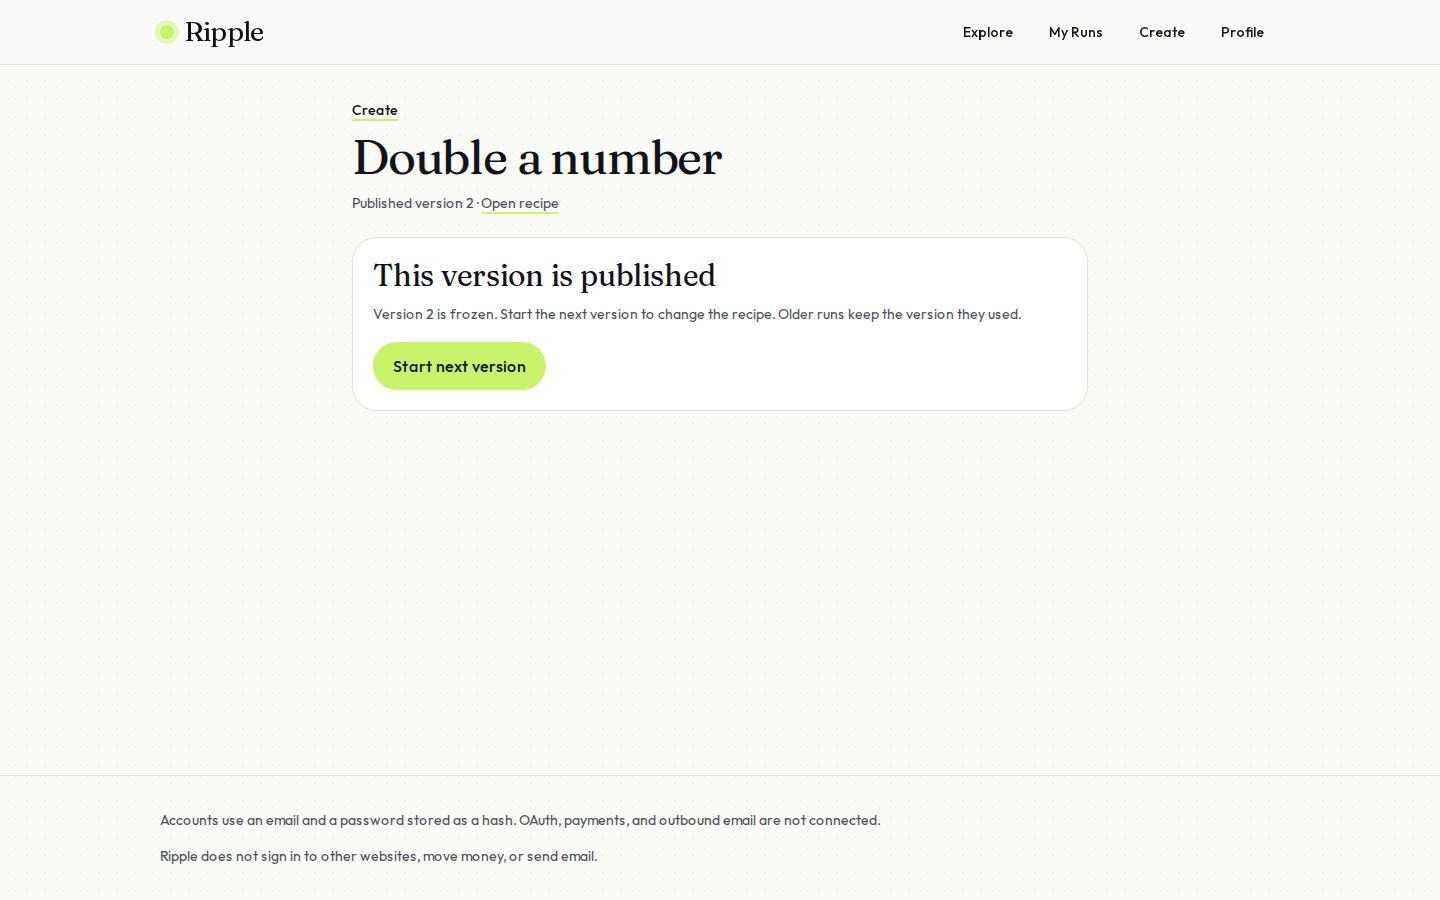 Ripple
Explore
My Runs
Create
Profile
Create
Double a number
Published version 2 · Open recipe
This version is published
Version 2 is frozen. Start the next version to change the recipe. Older runs keep the version they used.
Start next version
Accounts use an email and a password stored as a hash. OAuth, payments, and outbound email are not connected.
Ripple does not sign in to other websites, move money, or send email.